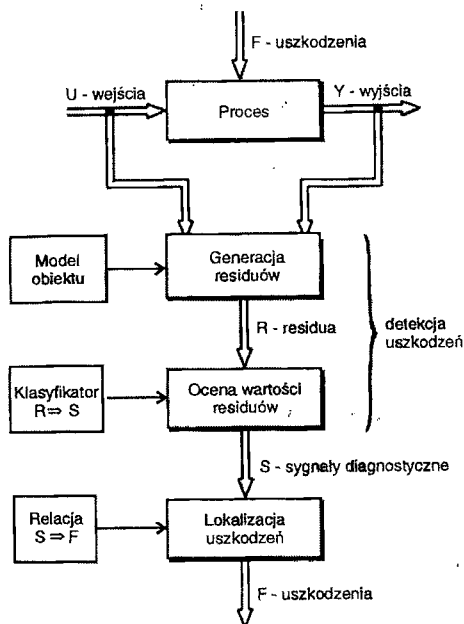 F - uszkodzenia
U - wejścia
Y - wyjścia
Proces
Model
obiektu
Generacja
residuów
R - residua
detekcja
uszkodzeń
Klasyfikator
R ⇒ S
Ocena wartości
residuów
S - sygnały diagnostyczne
Relacja
S ⇒ F
Lokalizacja
uszkodzeń
F - uszkodzenia